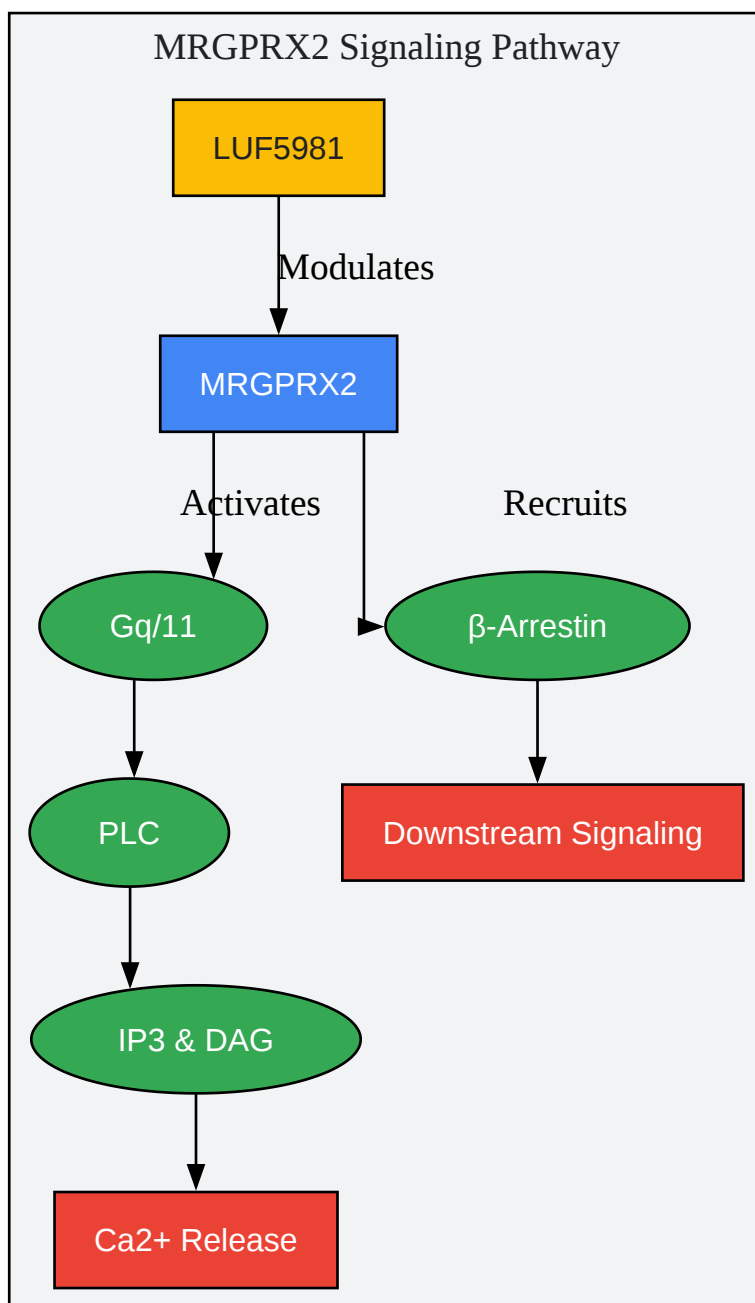 MRGPRX2 Signaling Pathway
LUF5981
Modulates
MRGPRX2
Activates
Recruits
Gq/11
β-Arrestin
PLC
Downstream Signaling
IP3 & DAG
Ca2+ Release